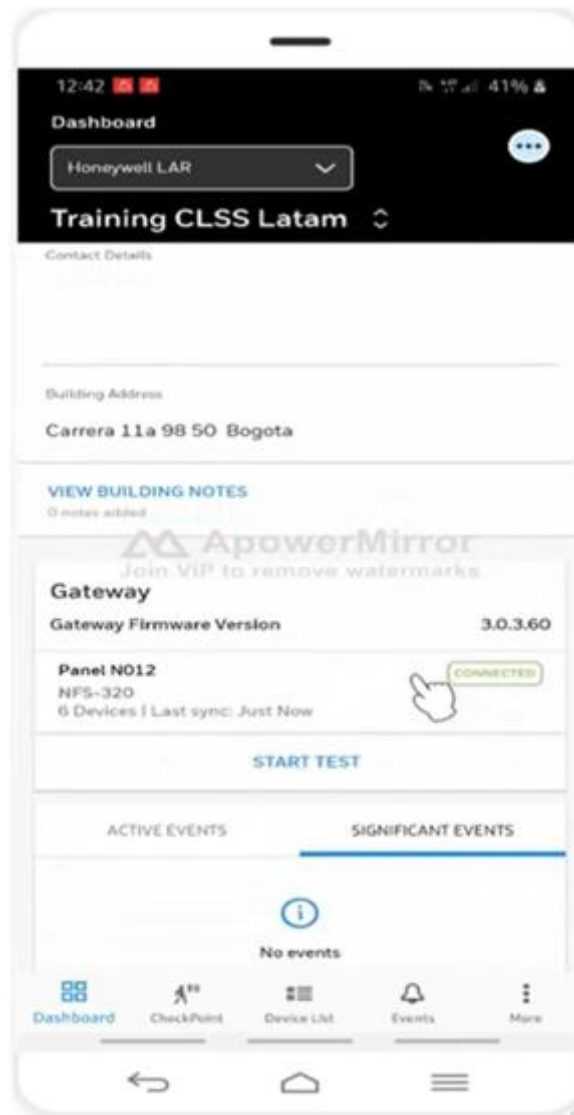 12:42 41%
Dashboard
Honeywell LAR
Training CLSS Latam
Contact Details
Building Address
Carrera 11a 98 50 Bogota
VIEW BUILDING NOTES
0 notes added
ApowerMirror
Join VIP to remove watermarks
Gateway
Gateway Firmware Version 3.0.3.60
Panel N012 CONNECTED
NFS-320
6 Devices | Last sync: Just Now
START TEST
ACTIVE EVENTS SIGNIFICANT EVENTS
No events
Dashboard CheckPoint Device List Events More